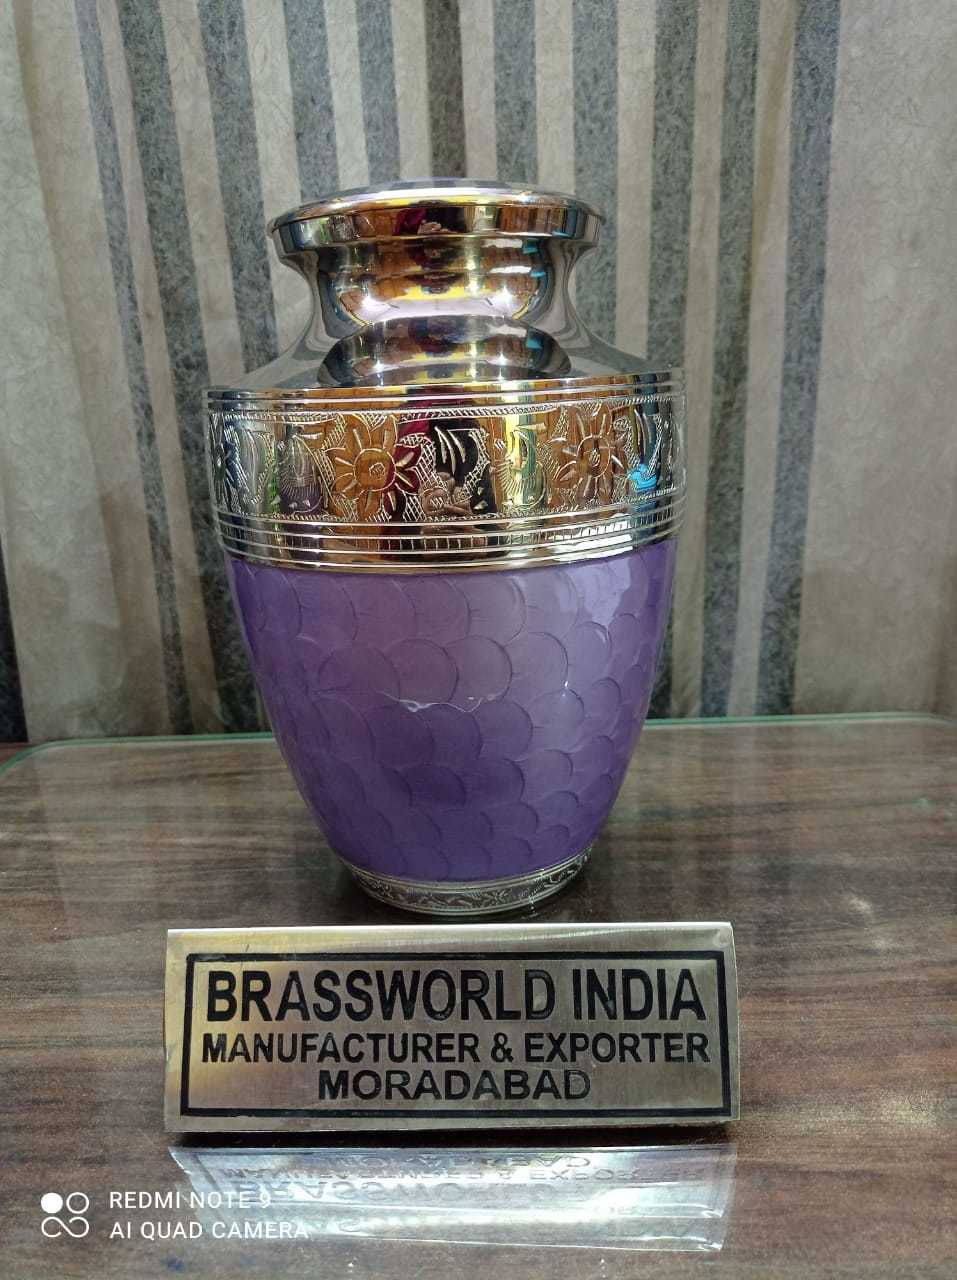 BRASSWORLD INDIA
MANUFACTURER & EXPORTER
MORADABAD
REDMI NOTE 9
AI QUAD CAMERA